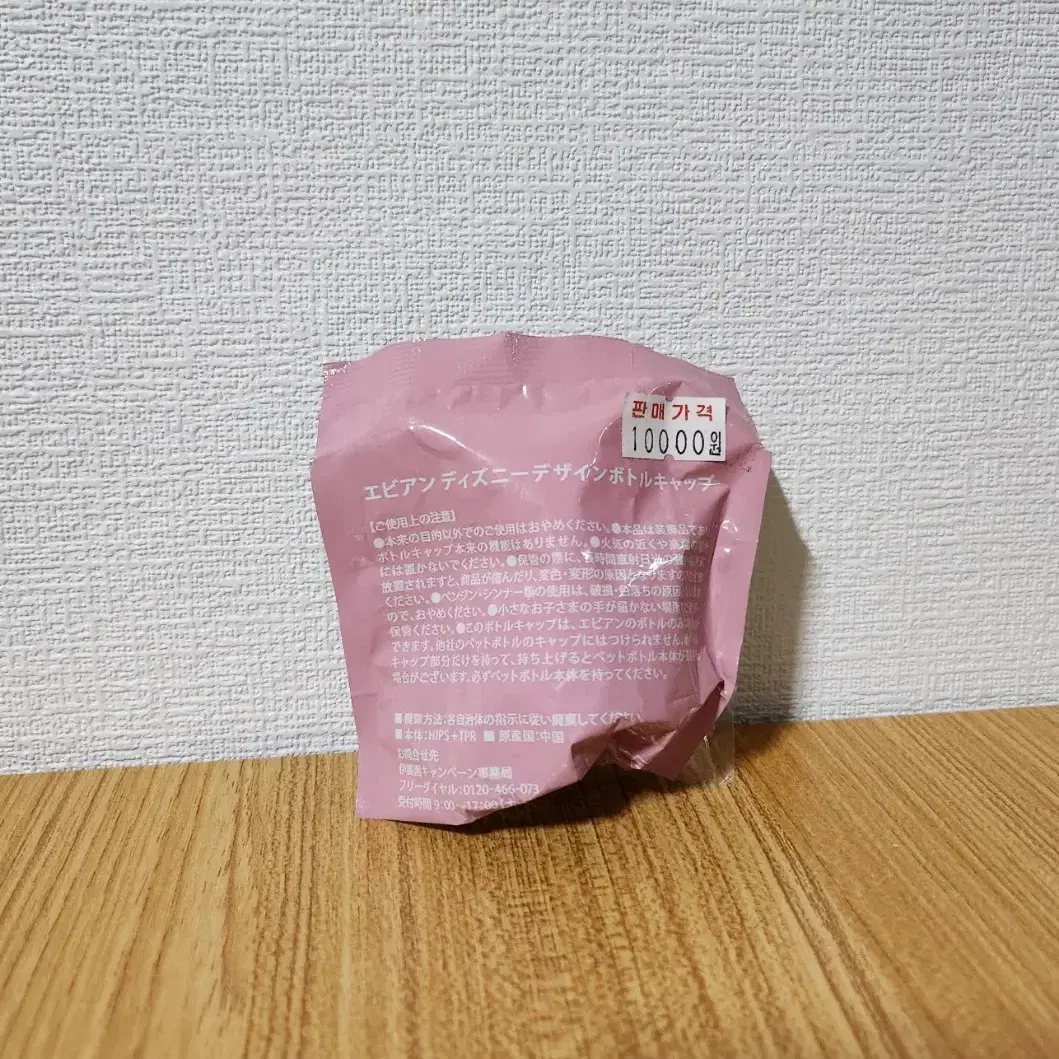 판매가격
10000원
エビアン ディズニーデザインボトルキャップ
【ご使用上の注意】
●本来の目的以外でのご使用はおやめください。●本品は装飾品であり
ボトルキャップ本来の機能はありません。●火気の近くや高温の
には置かないでください。●保管の際に、長時間直射日光の
放置されますと、商品が傷んだり、変色・変形の原因となりますので
ください。●ベンジン・シンナー類の使用は、破損・色落ちの原因
ので、おやめください。●小さなお子さまの手が届かない場所で
保管ください。●このボトルキャップは、エビアンのボトルのみ
できます。他社のペットボトルのキャップにはつけられません。
キャップ部分だけを持って、持ち上げるとペットボトル本体が
場合がございます。必ずペットボトル本体を持ってください。
■廃棄方法:各自治体の指示に従い廃棄してください。
■本体:HIPS+TPR ■ 原産国:中国
お問合せ先
伊藤園キャンペーン事務局
フリーダイヤル:0120-466-073
受付時間 9:00〜17:00